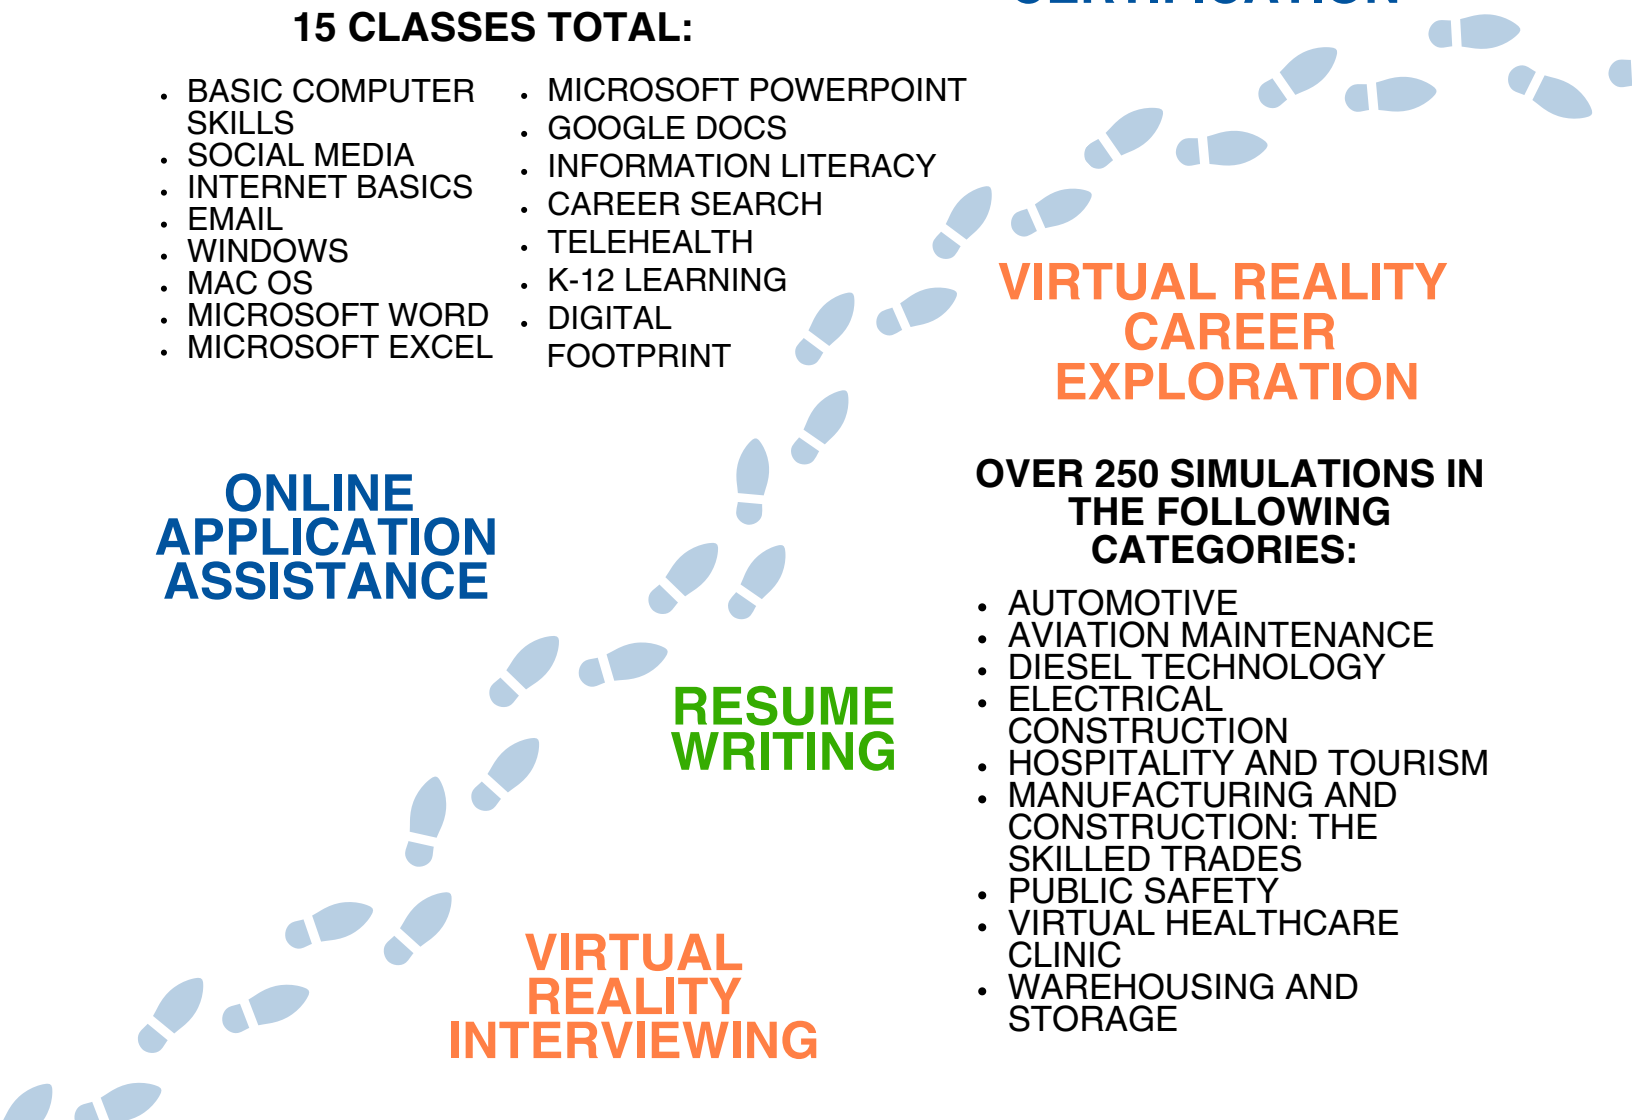 CERTIFICATION
15 CLASSES TOTAL:
• BASIC COMPUTER
SKILLS
• SOCIAL MEDIA
• INTERNET BASICS
• EMAIL
• WINDOWS
• MAC OS
• MICROSOFT WORD
• MICROSOFT EXCEL
• MICROSOFT POWERPOINT
• GOOGLE DOCS
• INFORMATION LITERACY
• CAREER SEARCH
• TELEHEALTH
• K-12 LEARNING
• DIGITAL
FOOTPRINT
VIRTUAL REALITY
CAREER
EXPLORATION
OVER 250 SIMULATIONS IN
THE FOLLOWING
CATEGORIES:
• AUTOMOTIVE
• AVIATION MAINTENANCE
• DIESEL TECHNOLOGY
• ELECTRICAL
CONSTRUCTION
• HOSPITALITY AND TOURISM
• MANUFACTURING AND
CONSTRUCTION: THE
SKILLED TRADES
• PUBLIC SAFETY
• VIRTUAL HEALTHCARE
CLINIC
• WAREHOUSING AND
STORAGE
ONLINE
APPLICATION
ASSISTANCE
RESUME
WRITING
VIRTUAL
REALITY
INTERVIEWING